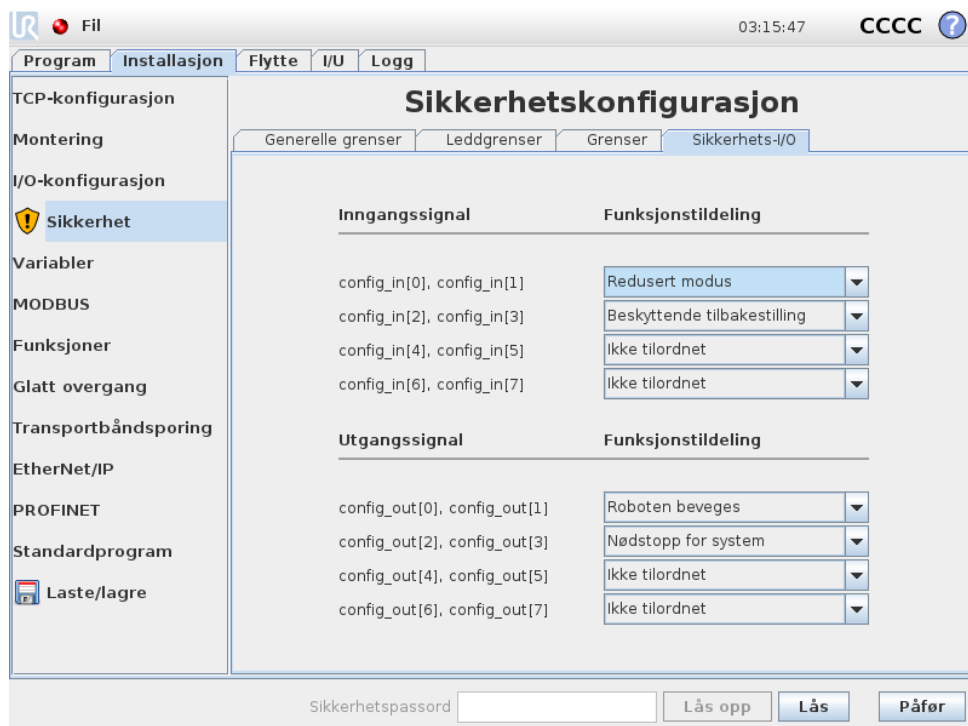 UR Fil 03:15:47 CCCC ?
Program Installasjon Flytte I/U Logg
TCP-konfigurasjon
Montering
I/O-konfigurasjon
Sikkerhet
Variabler
MODBUS
Funksjoner
Glatt overgang
Transportbåndsporing
EtherNet/IP
PROFINET
Standardprogram
Laste/lagre
Sikkerhetskonfigurasjon
Generelle grenser Leddgrenser Grenser Sikkerhets-I/O
Inngangssignal Funksjonstildeling
config_in[0], config_in[1] Redusert modus
config_in[2], config_in[3] Beskyttende tilbakestilling
config_in[4], config_in[5] Ikke tilordnet
config_in[6], config_in[7] Ikke tilordnet
Utgangssignal Funksjonstildeling
config_out[0], config_out[1] Roboten beveges
config_out[2], config_out[3] Nødstopp for system
config_out[4], config_out[5] Ikke tilordnet
config_out[6], config_out[7] Ikke tilordnet
Sikkerhetspassord Lås opp Lås Påfør